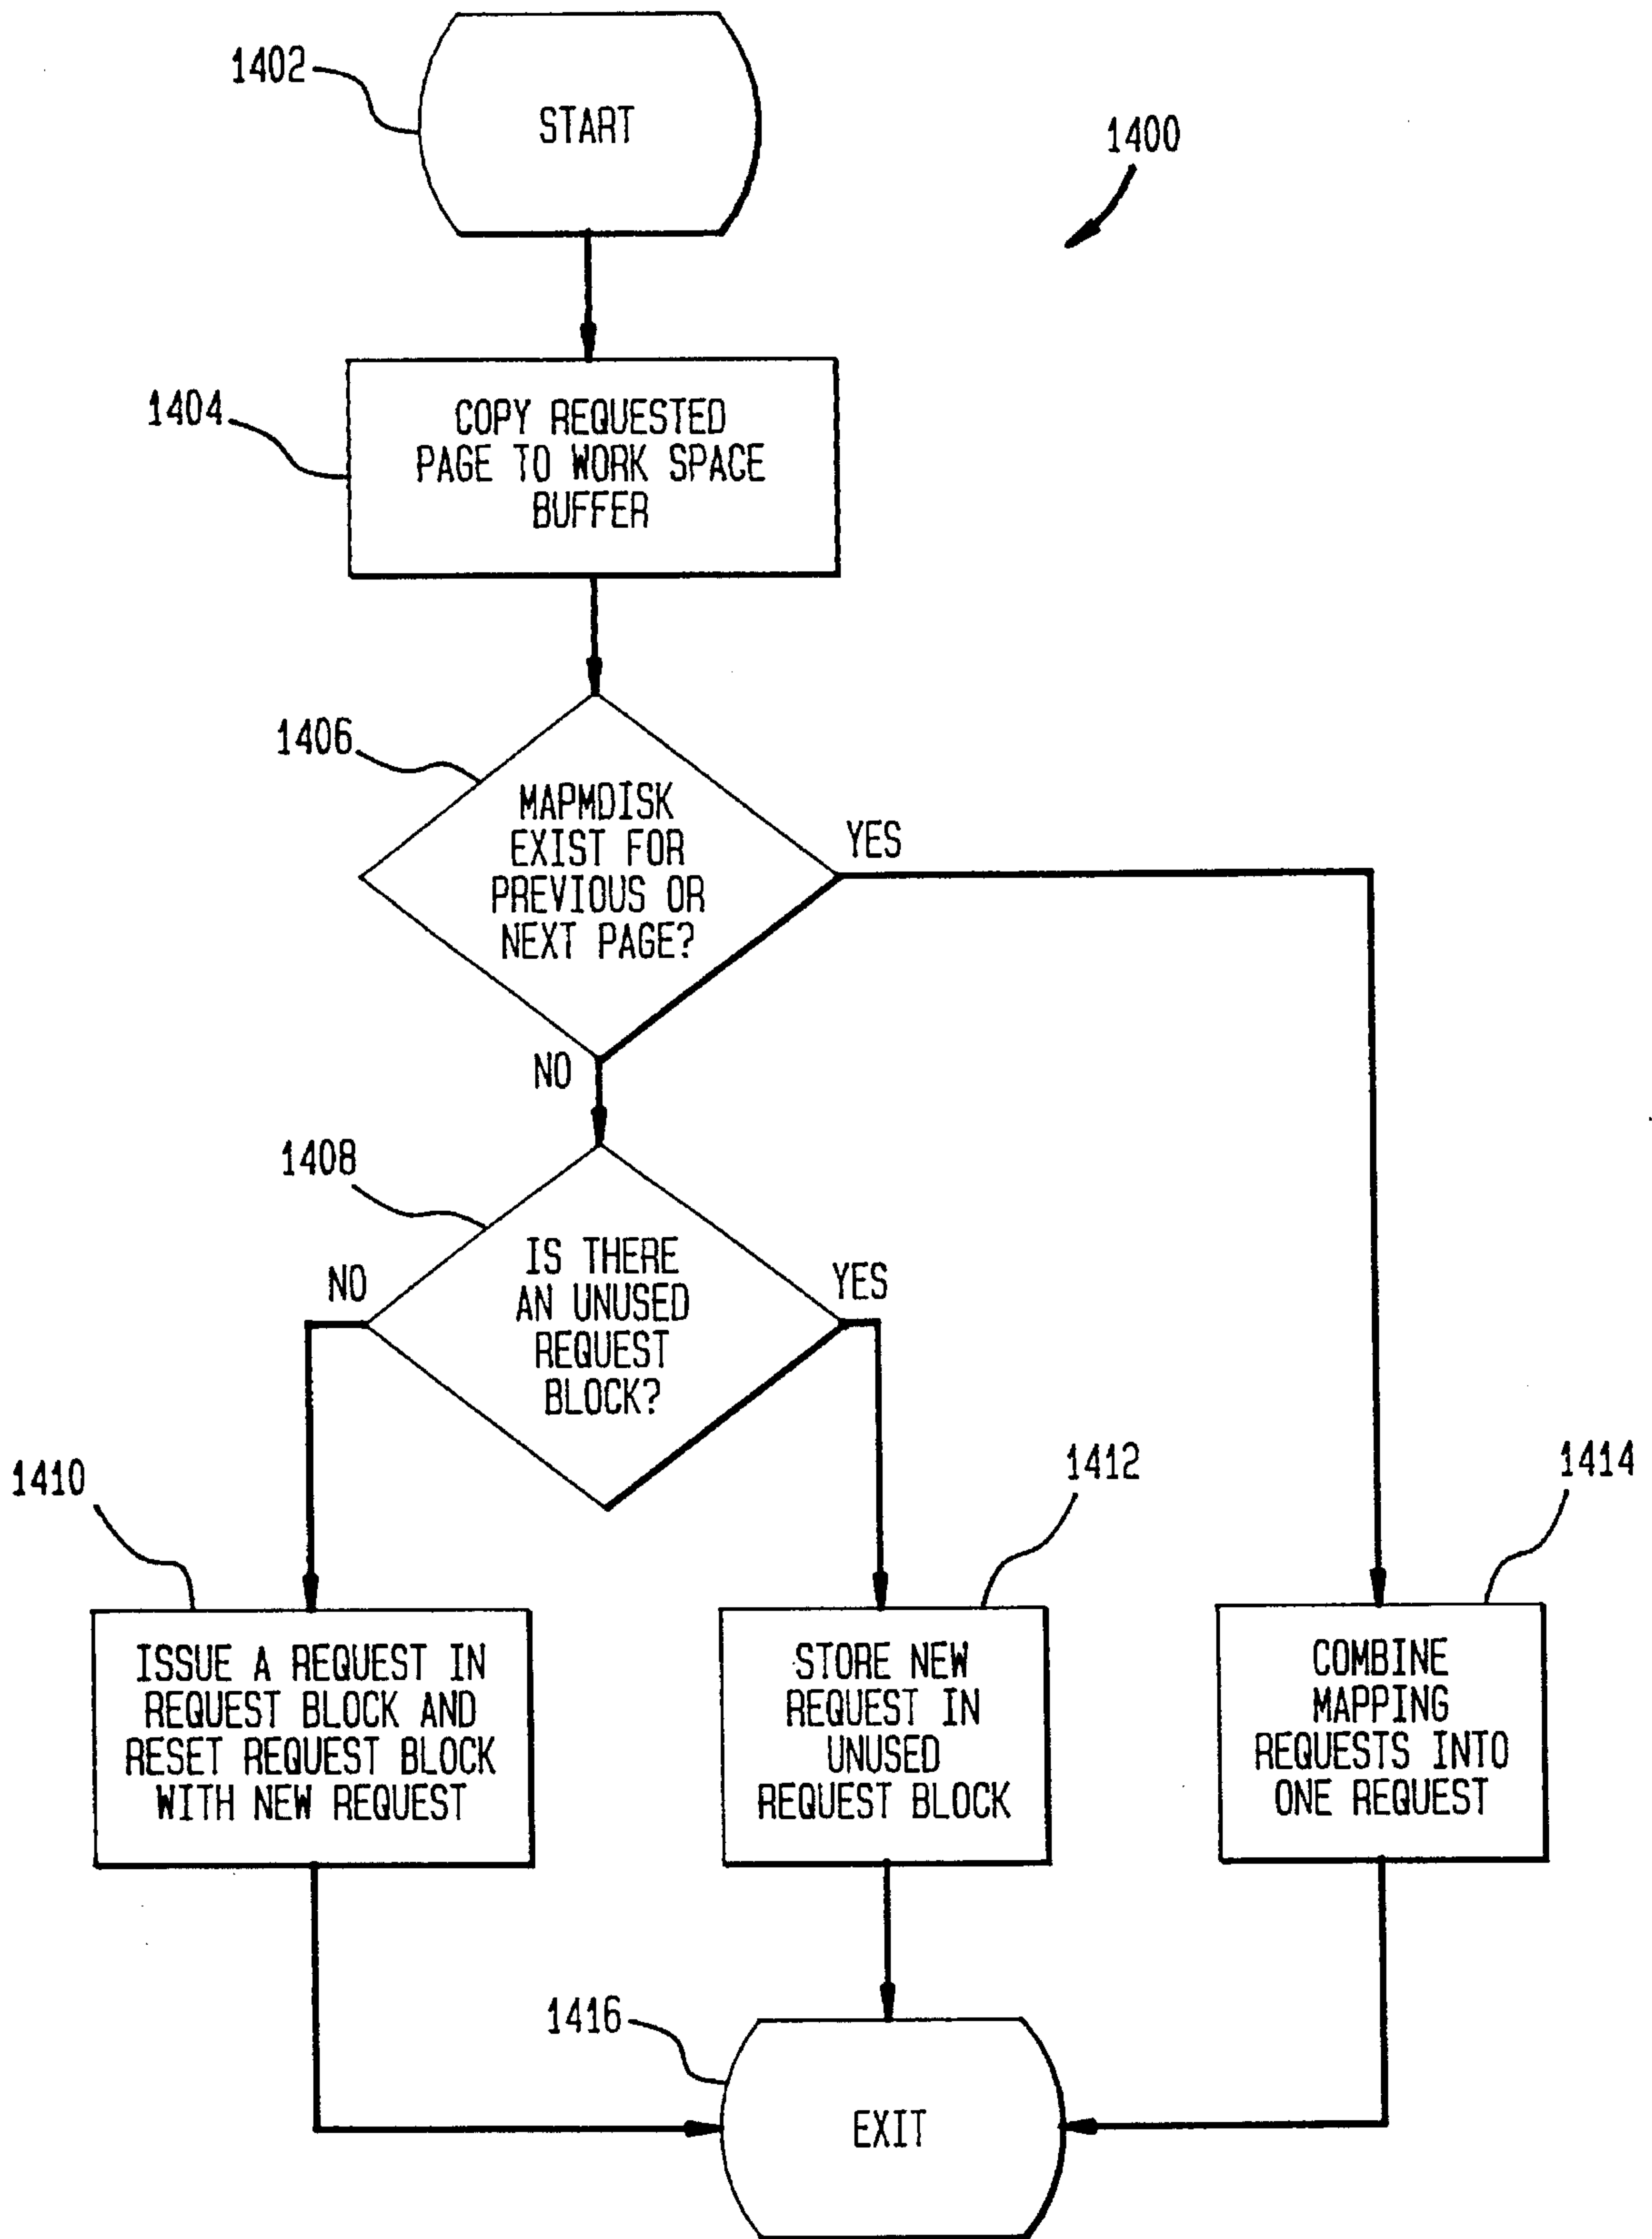 1402
START
1400
1404
COPY REQUESTED
PAGE TO WORK SPACE
BUFFER
1406
MAPMDISK
EXIST FOR
PREVIOUS OR
NEXT PAGE?
YES
NO
1408
IS THERE
AN UNUSED
REQUEST
BLOCK?
NO
YES
1410
ISSUE A REQUEST IN
REQUEST BLOCK AND
RESET REQUEST BLOCK
WITH NEW REQUEST
1412
STORE NEW
REQUEST IN
UNUSED
REQUEST BLOCK
1414
COMBINE
MAPPING
REQUESTS INTO
ONE REQUEST
1416
EXIT